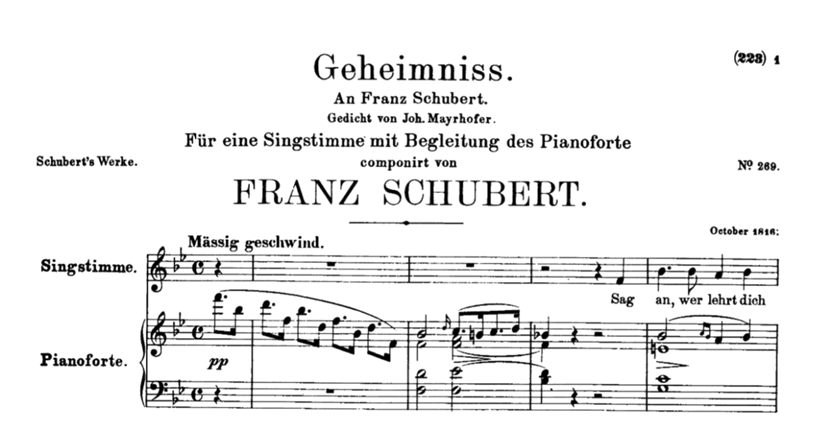 (223) 1
Geheimniss.
An Franz Schubert.
Gedicht von Joh. Mayrhofer.
Für eine Singstimme mit Begleitung des Pianoforte
Schubert's Werke.
componirt von
Nº 269.
FRANZ SCHUBERT.
October 1816.
Mässig geschwind.
Singstimme.
Sag an, wer lehrt dich
Pianoforte.
pp